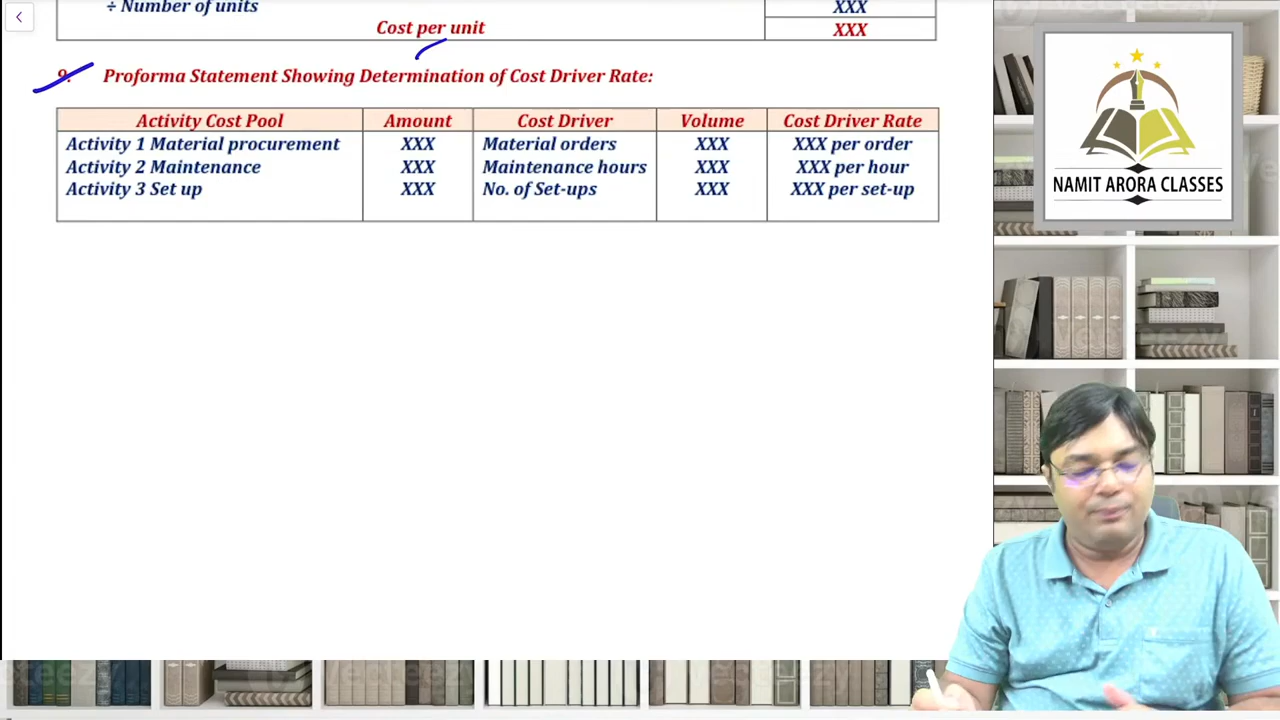 ÷ Number of units XXX
Cost per unit XXX
9. Proforma Statement Showing Determination of Cost Driver Rate:
Activity Cost Pool Amount Cost Driver Volume Cost Driver Rate
Activity 1 Material procurement XXX Material orders XXX XXX per order
Activity 2 Maintenance XXX Maintenance hours XXX XXX per hour
Activity 3 Set up XXX No. of Set-ups XXX XXX per set-up
NAMIT ARORA CLASSES